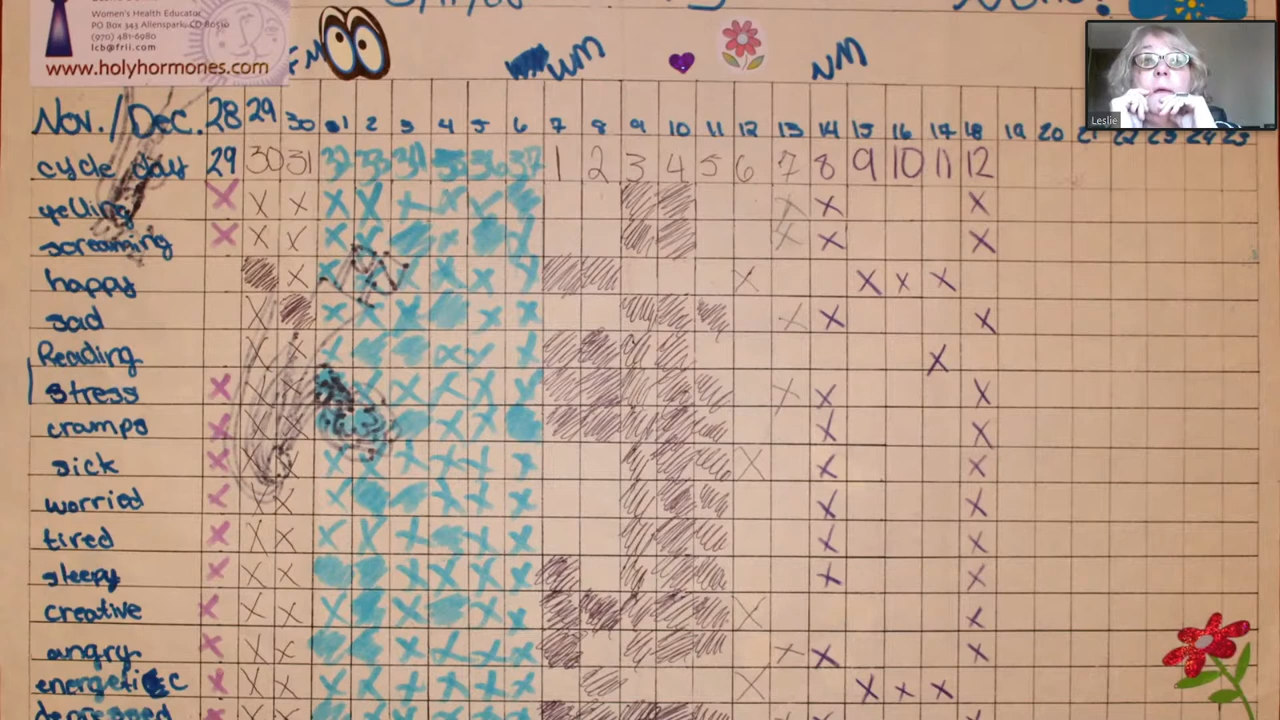 Women's Health Educator
PO Box 343 Allenspark, CO 80510
(970) 481-6980
lcb@frii.com
www.holyhormones.com
FM WM NM
Leslie
Nov./Dec. 28 29 30 1 2 3 4 5 6 7 8 9 10 11 12 13 14 15 16 17 18 19 20 21 22 23 24 25
cycle day 29 30 31 32 33 34 35 36 37 1 2 3 4 5 6 7 8 9 10 11 12
yelling
screaming
happy
sad
Reading
stress
cramps
sick
worried
tired
sleepy
creative
angry
energetic
depressed